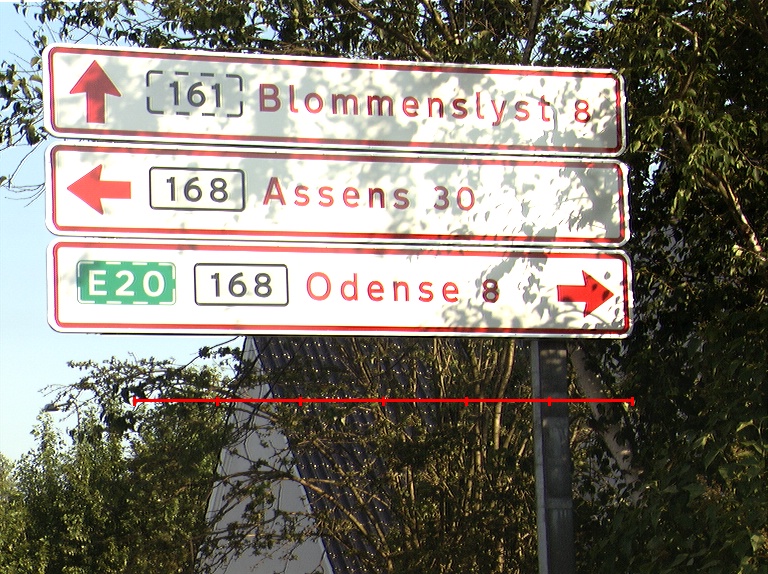 161 Blommenslyst 8
168 Assens 30
E20 168 Odense 8